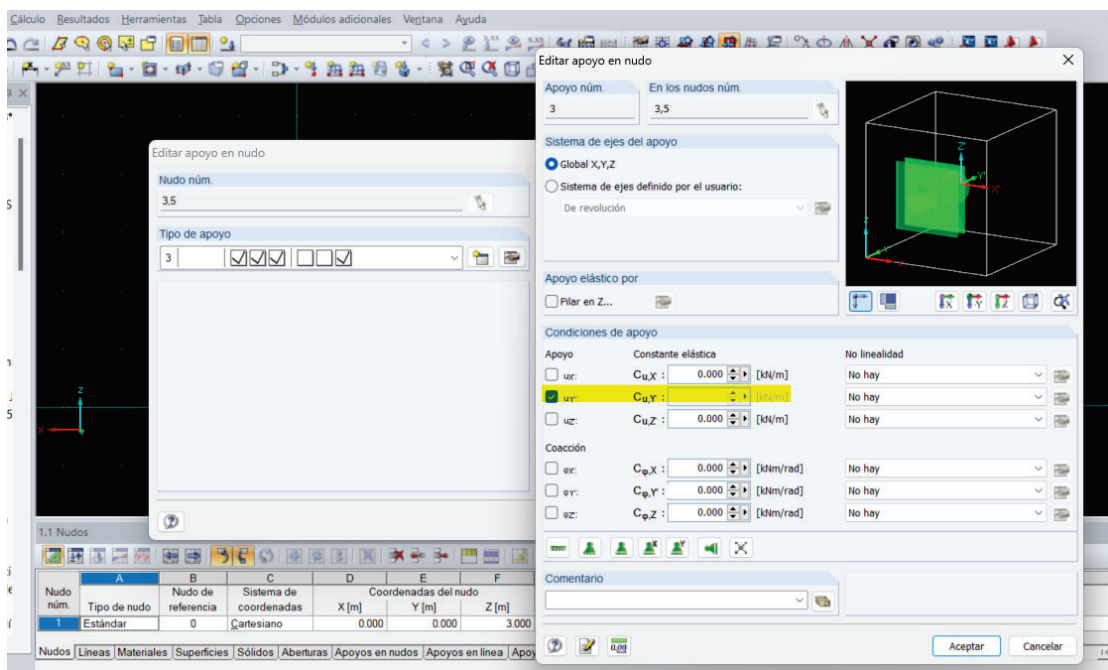 Cálculo Resultados Herramientas Tabla Opciones Módulos adicionales Ventana Ayuda
Editar apoyo en nudo
Nudo núm.
3,5
Tipo de apoyo
3
Z
X
Editar apoyo en nudo
Apoyo núm.
En los nudos núm.
3
3,5
Sistema de ejes del apoyo
Global X,Y,Z
Sistema de ejes definido por el usuario:
De revolución
Apoyo elástico por
Pilar en Z...
Z'
Y'
X'
Condiciones de apoyo
Apoyo Constante elástica No linealidad
uX: Cu,X : 0.000 [kN/m] No hay
uY: Cu,Y : [kN/m] No hay
uZ: Cu,Z : 0.000 [kN/m] No hay
Coacción
φX: Cφ,X : 0.000 [kNm/rad] No hay
φY: Cφ,Y : 0.000 [kNm/rad] No hay
φZ: Cφ,Z : 0.000 [kNm/rad] No hay
Comentario
Aceptar Cancelar
1.1 Nudos
A B C D E F
Nudo núm. Tipo de nudo Nudo de referencia Sistema de coordenadas Coordenadas del nudo
X [m] Y [m] Z [m]
1 Estándar 0 Cartesiano 0.000 0.000 3.000
Nudos Líneas Materiales Superficies Sólidos Aberturas Apoyos en nudos Apoyos en línea Apoy